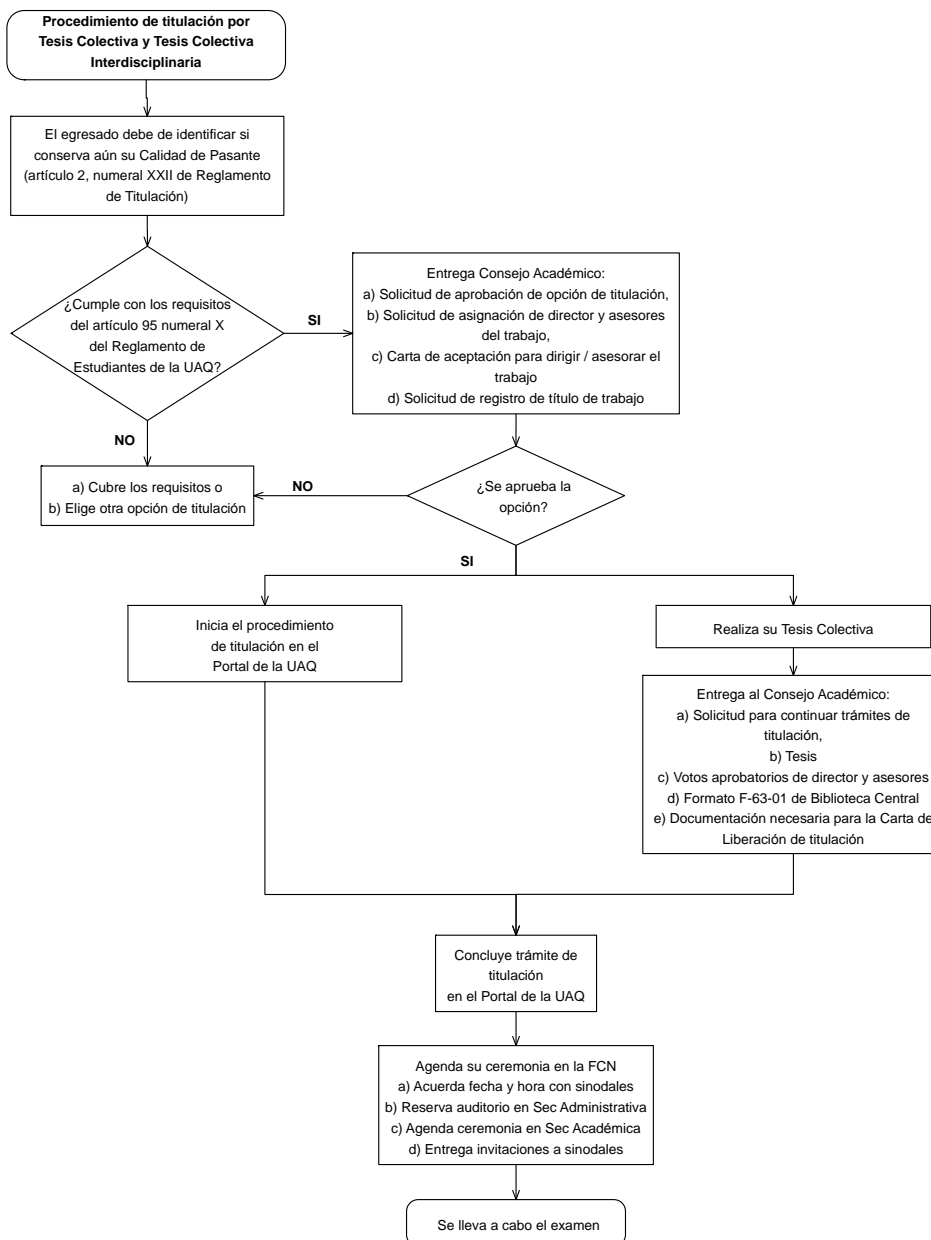 Procedimiento de titulación por
Tesis Colectiva y Tesis Colectiva
Interdisciplinaria
El egresado debe de identificar si
conserva aún su Calidad de Pasante
(artículo 2, numeral XXII de Reglamento
de Titulación)
¿Cumple con los requisitos
del artículo 95 numeral X
del Reglamento de
Estudiantes de la UAQ?
SI
Entrega Consejo Académico:
a) Solicitud de aprobación de opción de titulación,
b) Solicitud de asignación de director y asesores
del trabajo,
c) Carta de aceptación para dirigir / asesorar el
trabajo
d) Solicitud de registro de título de trabajo
NO
a) Cubre los requisitos o
b) Elige otra opción de titulación
NO
¿Se aprueba la
opción?
SI
Inicia el procedimiento
de titulación en el
Portal de la UAQ
Realiza su Tesis Colectiva
Entrega al Consejo Académico:
a) Solicitud para continuar trámites de
titulación,
b) Tesis
c) Votos aprobatorios de director y asesores
d) Formato F-63-01 de Biblioteca Central
e) Documentación necesaria para la Carta de
Liberación de titulación
Concluye trámite de
titulación
en el Portal de la UAQ
Agenda su ceremonia en la FCN
a) Acuerda fecha y hora con sinodales
b) Reserva auditorio en Sec Administrativa
c) Agenda ceremonia en Sec Académica
d) Entrega invitaciones a sinodales
Se lleva a cabo el examen